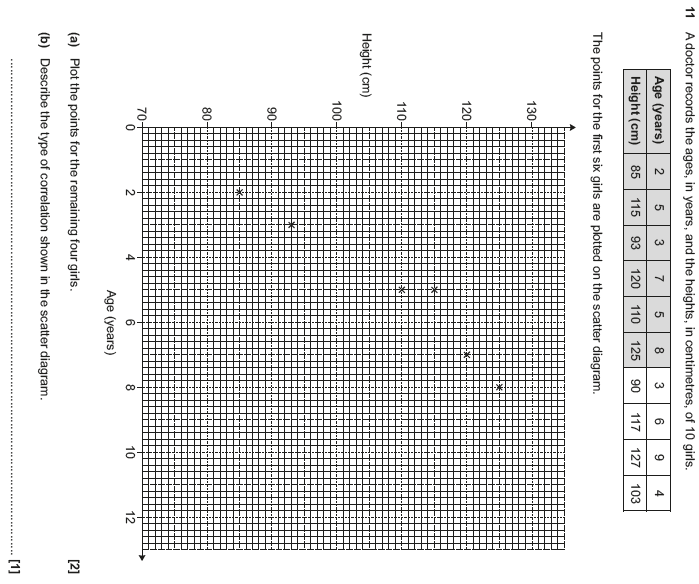 11 A doctor records the ages, in years, and the heights, in centimetres, of 10 girls.
Age (years) 2 5 3 7 5 8 3 6 9 4
Height (cm) 85 115 93 120 110 125 90 117 127 103
The points for the first six girls are plotted on the scatter diagram.
130
120
110
Height (cm)
100
90
80
70
0 2 4 6 8 10 12
Age (years)
(a) Plot the points for the remaining four girls. [2]
(b) Describe the type of correlation shown in the scatter diagram.
[1]